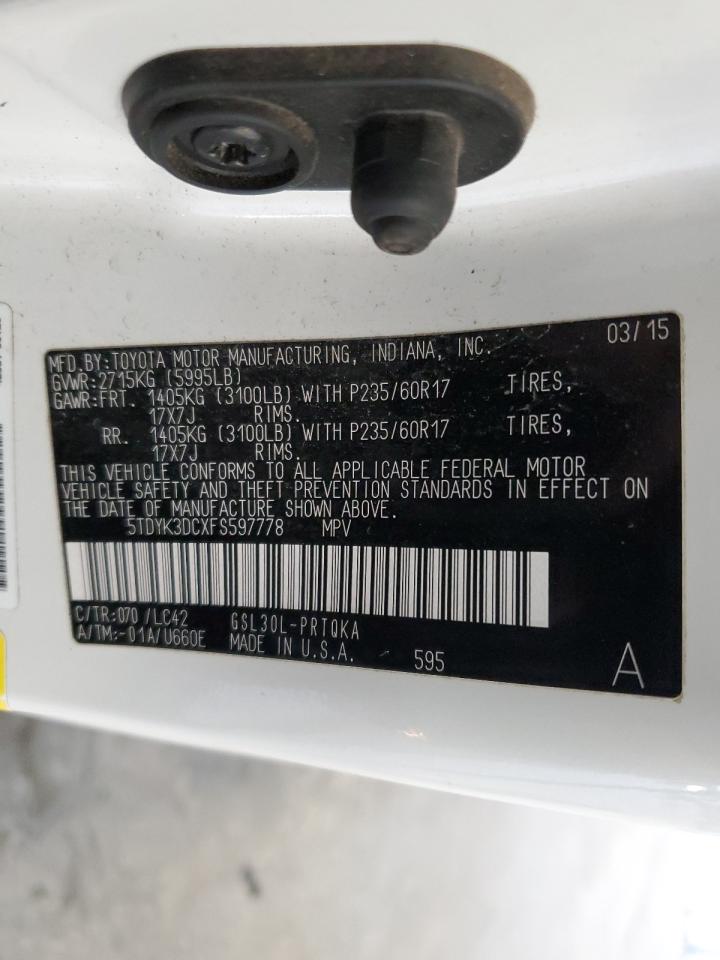 MFD.BY:TOYOTA MOTOR MANUFACTURING, INDIANA, INC. 03/15
GVWR:2715KG (5995LB)
GAWR:FRT. 1405KG (3100LB) WITH P235/60R17 TIRES,
17X7J RIMS.
RR. 1405KG (3100LB) WITH P235/60R17 TIRES,
17X7J RIMS.
THIS VEHICLE CONFORMS TO ALL APPLICABLE FEDERAL MOTOR
VEHICLE SAFETY AND THEFT PREVENTION STANDARDS IN EFFECT ON
THE DATE OF MANUFACTURE SHOWN ABOVE.
5TDYK3DCXFS597778 MPV
C/TR:070 /LC42 GSL30L-PRTQKA
A/TM:-01A/U660E MADE IN U.S.A. 595 A